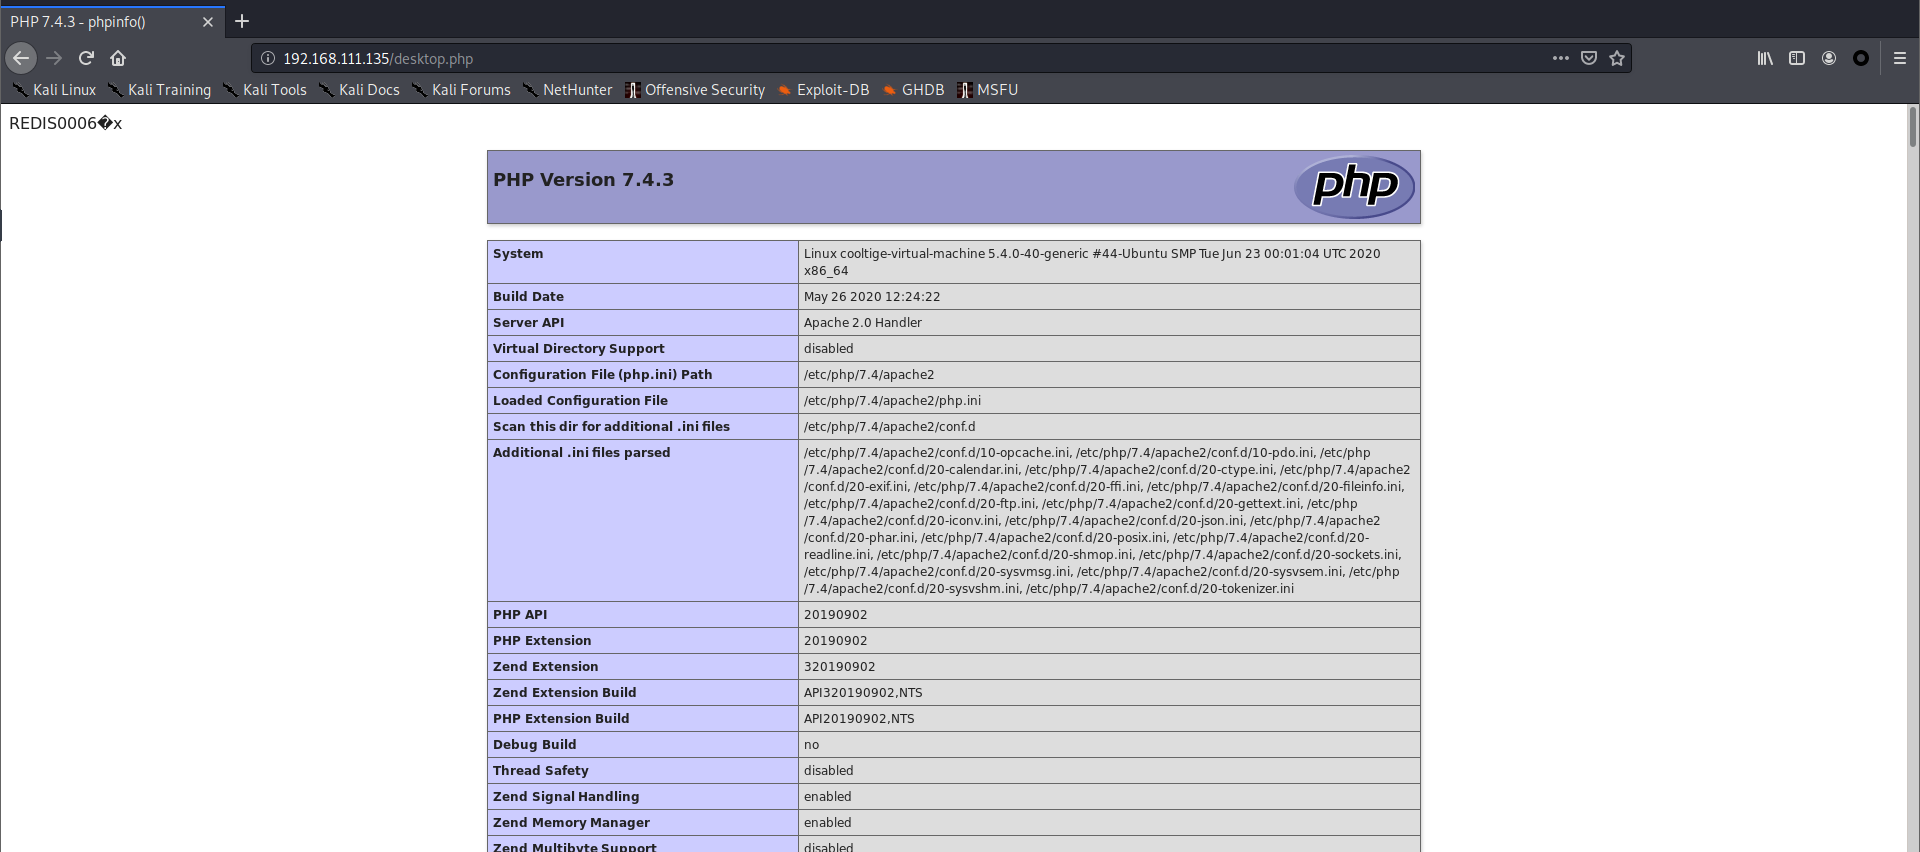 PHP 7.4.3 - phpinfo()
192.168.111.135/desktop.php
Kali Linux Kali Training Kali Tools Kali Docs Kali Forums NetHunter Offensive Security Exploit-DB GHDB MSFU
REDIS0006�x
PHP Version 7.4.3
php
System Linux cooltige-virtual-machine 5.4.0-40-generic #44-Ubuntu SMP Tue Jun 23 00:01:04 UTC 2020
x86_64
Build Date May 26 2020 12:24:22
Server API Apache 2.0 Handler
Virtual Directory Support disabled
Configuration File (php.ini) Path /etc/php/7.4/apache2
Loaded Configuration File /etc/php/7.4/apache2/php.ini
Scan this dir for additional .ini files /etc/php/7.4/apache2/conf.d
Additional .ini files parsed /etc/php/7.4/apache2/conf.d/10-opcache.ini, /etc/php/7.4/apache2/conf.d/10-pdo.ini, /etc/php
/7.4/apache2/conf.d/20-calendar.ini, /etc/php/7.4/apache2/conf.d/20-ctype.ini, /etc/php/7.4/apache2
/conf.d/20-exif.ini, /etc/php/7.4/apache2/conf.d/20-ffi.ini, /etc/php/7.4/apache2/conf.d/20-fileinfo.ini,
/etc/php/7.4/apache2/conf.d/20-ftp.ini, /etc/php/7.4/apache2/conf.d/20-gettext.ini, /etc/php
/7.4/apache2/conf.d/20-iconv.ini, /etc/php/7.4/apache2/conf.d/20-json.ini, /etc/php/7.4/apache2
/conf.d/20-phar.ini, /etc/php/7.4/apache2/conf.d/20-posix.ini, /etc/php/7.4/apache2/conf.d/20-
readline.ini, /etc/php/7.4/apache2/conf.d/20-shmop.ini, /etc/php/7.4/apache2/conf.d/20-sockets.ini,
/etc/php/7.4/apache2/conf.d/20-sysvmsg.ini, /etc/php/7.4/apache2/conf.d/20-sysvsem.ini, /etc/php
/7.4/apache2/conf.d/20-sysvshm.ini, /etc/php/7.4/apache2/conf.d/20-tokenizer.ini
PHP API 20190902
PHP Extension 20190902
Zend Extension 320190902
Zend Extension Build API320190902,NTS
PHP Extension Build API20190902,NTS
Debug Build no
Thread Safety disabled
Zend Signal Handling enabled
Zend Memory Manager enabled
Zend Multibyte Support disabled